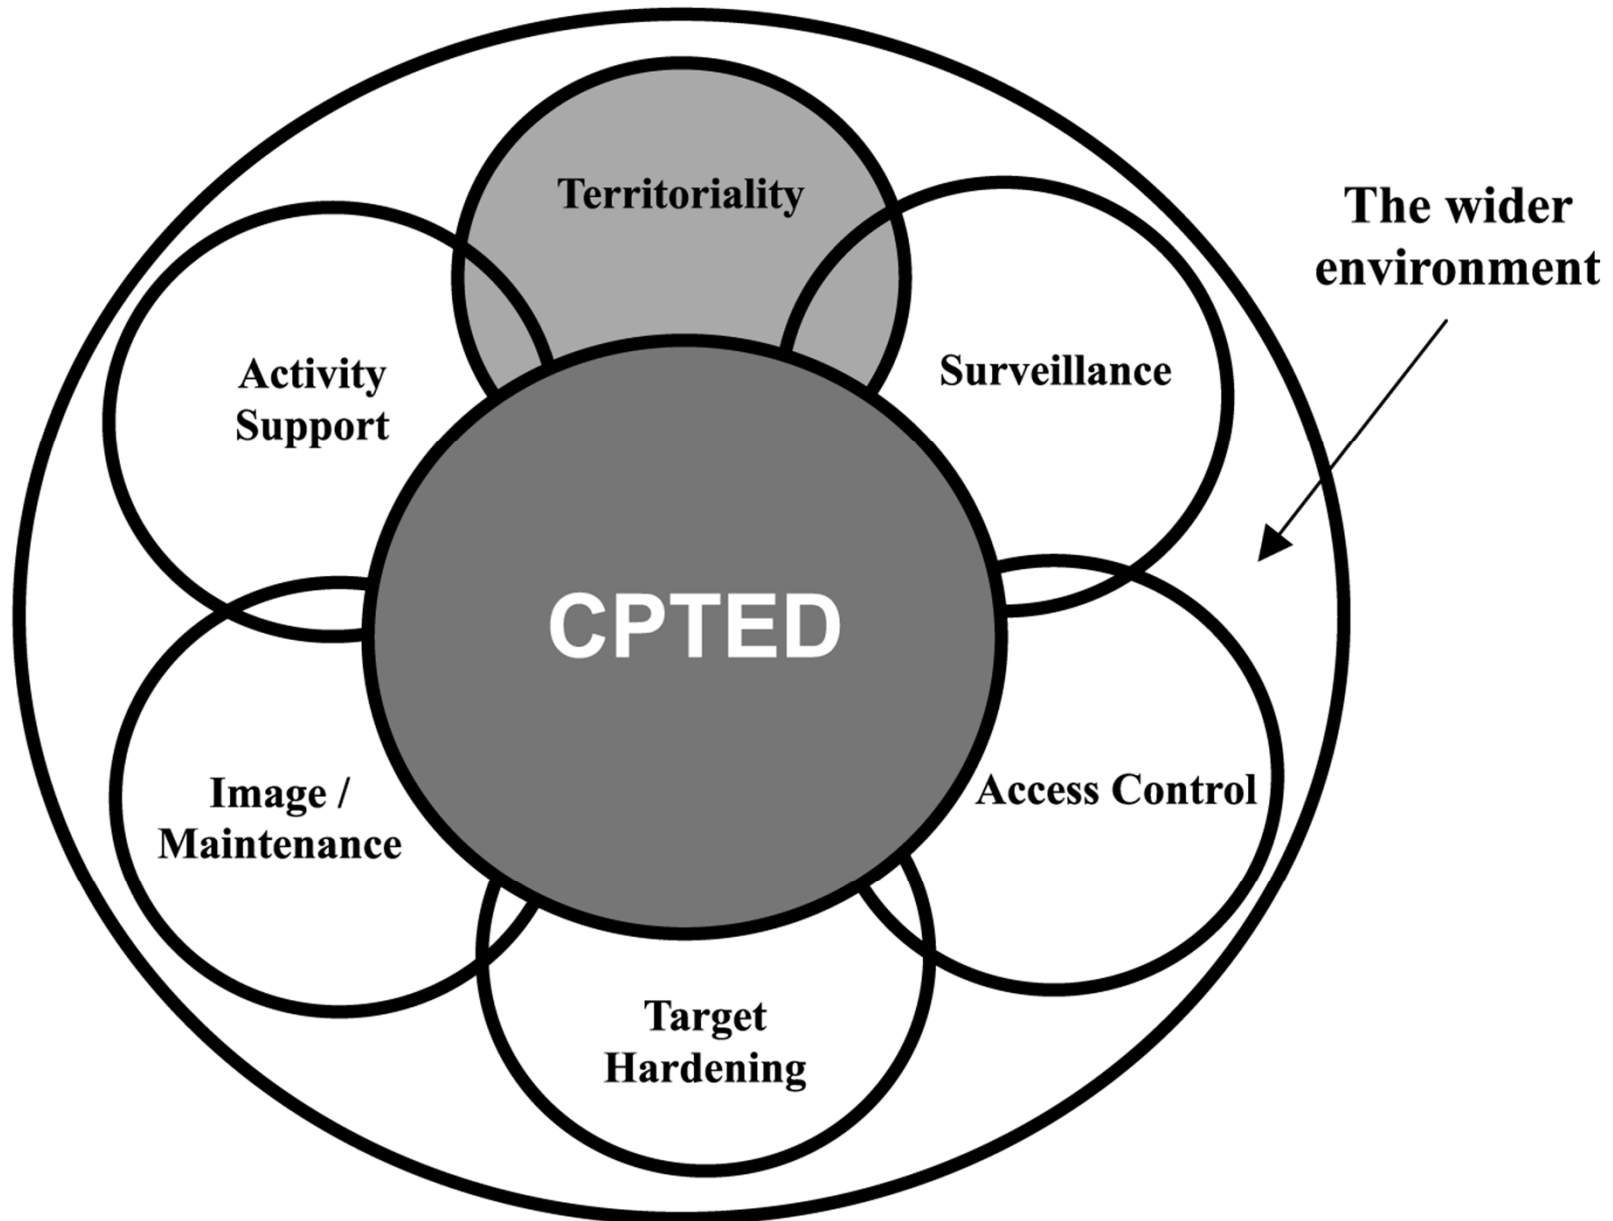 Territoriality
The wider
environment
Activity
Support
Surveillance
CPTED
Image /
Maintenance
Access Control
Target
Hardening